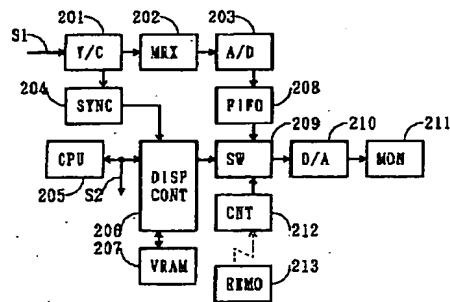 201 202 203
S1 Y/C MRX A/D
204 208
SYNC FIFO
209 210 211
CPU DISP CONT SW D/A MON
205 S2
206 CNT 212
207 VRAM
REMO 213